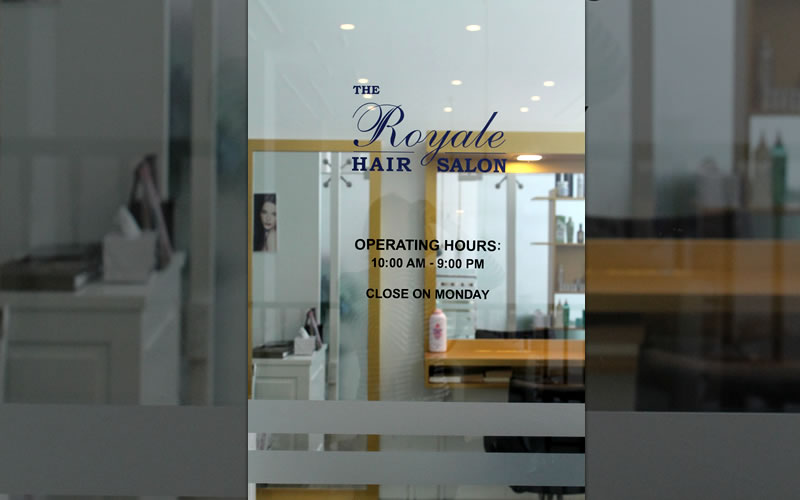 THE
Royale
HAIR SALON
OPERATING HOURS:
10:00 AM - 9:00 PM
CLOSE ON MONDAY